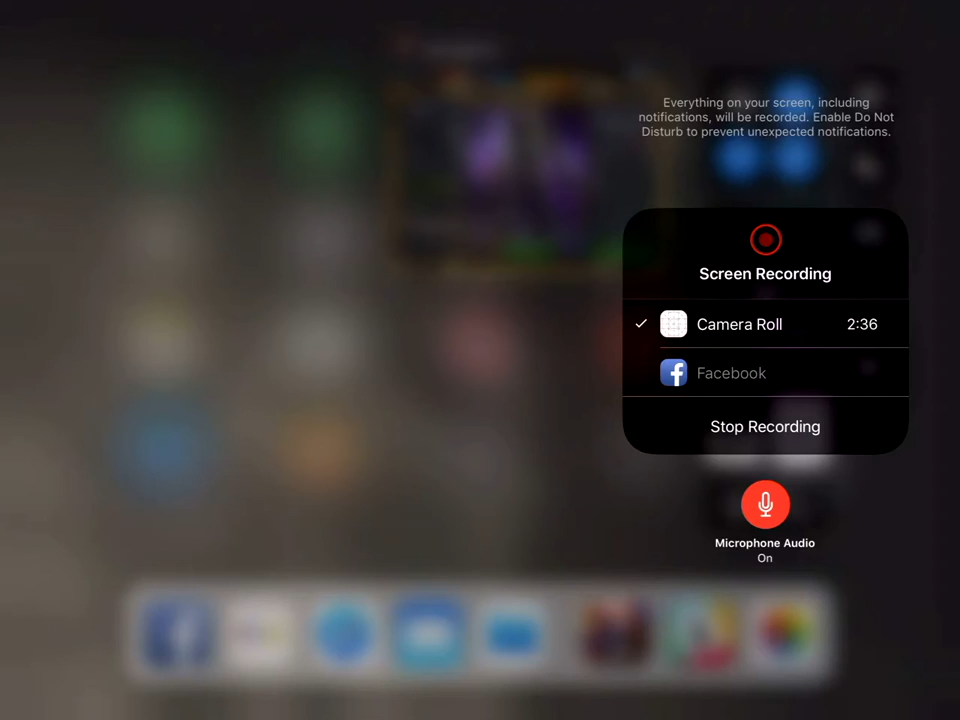 Everything on your screen, including
notifications, will be recorded. Enable Do Not
Disturb to prevent unexpected notifications.
Screen Recording
Camera Roll 2:36
Facebook
Stop Recording
Microphone Audio
On